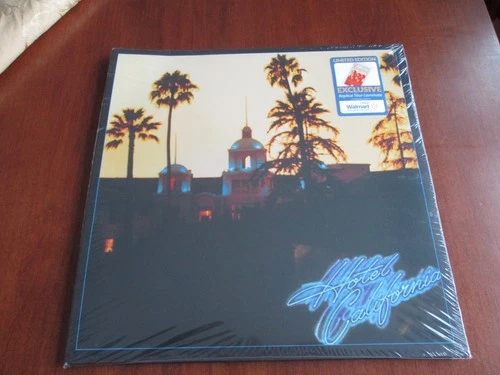 LIMITED EDITION
EXCLUSIVE
Walmart
Hotel
California